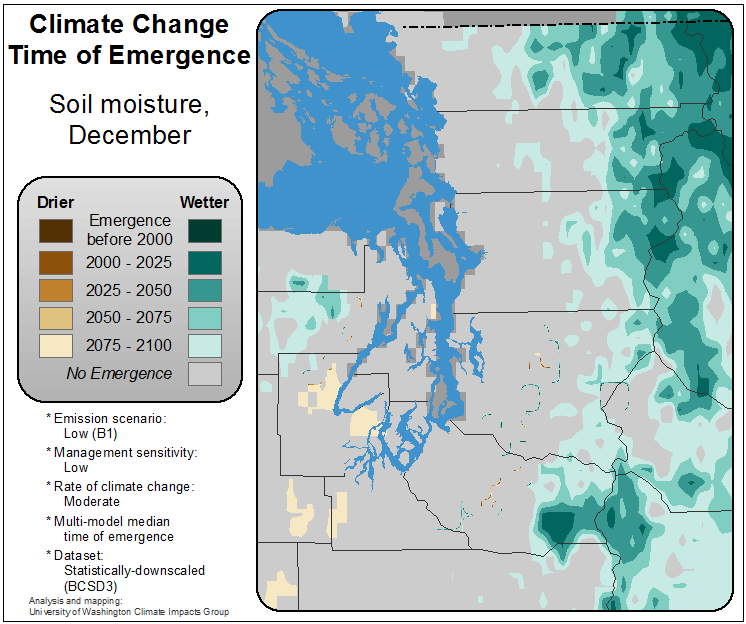 Climate Change
Time of Emergence
Soil moisture,
December
Drier Wetter
Emergence
before 2000
2000 - 2025
2025 - 2050
2050 - 2075
2075 - 2100
No Emergence
* Emission scenario:
Low (B1)
* Management sensitivity:
Low
* Rate of climate change:
Moderate
* Multi-model median
time of emergence
* Dataset:
Statistically-downscaled
(BCSD3)
Analysis and mapping:
University of Washington Climate Impacts Group